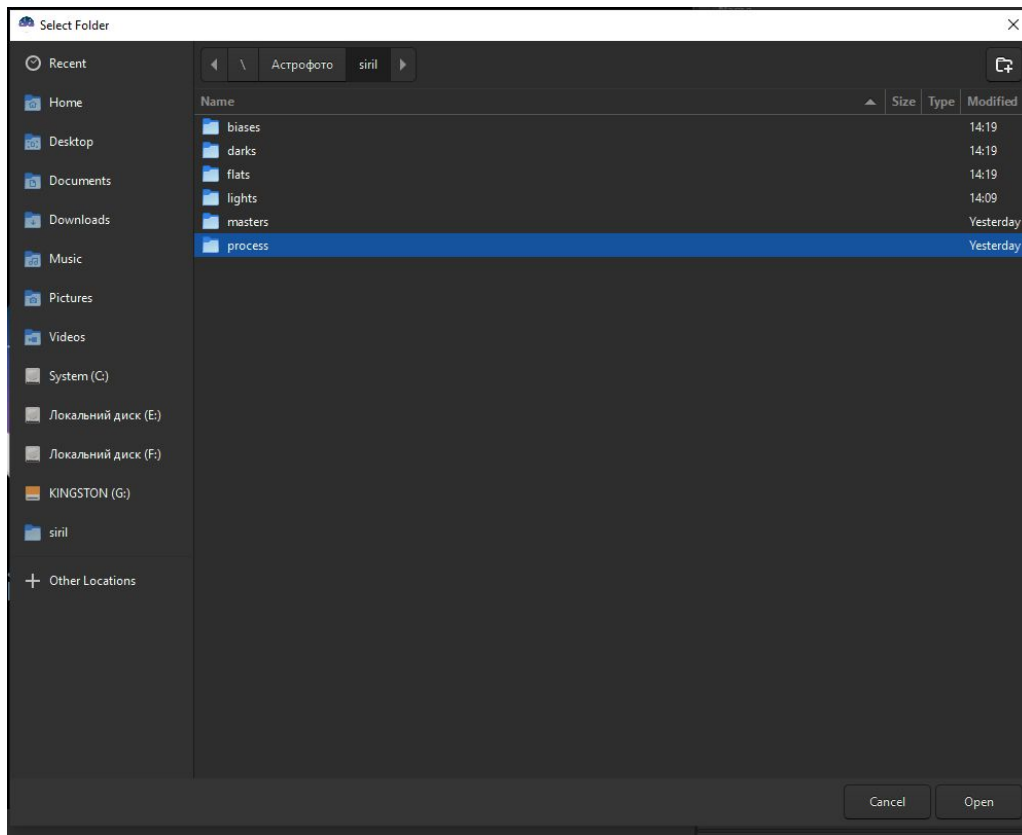 Select Folder
Recent
Home
Desktop
Documents
Downloads
Music
Pictures
Videos
System (C:)
Локальний диск (E:)
Локальний диск (F:)
KINGSTON (G:)
siril
Other Locations
\ Астрофото siril
Name Size Type Modified
biases 14:19
darks 14:19
flats 14:19
lights 14:09
masters Yesterday
process Yesterday
Cancel Open